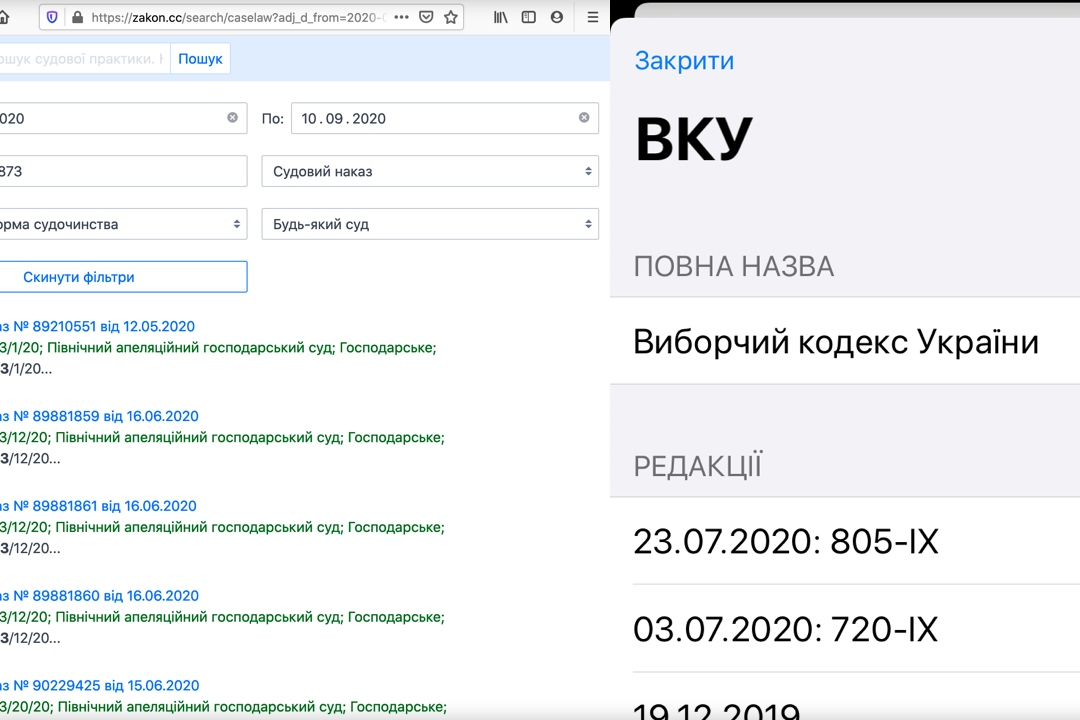 https://zakon.cc/search/caselaw?adj_d_from=2020-
ошук судової практики.
Пошук
020
По:
10.09.2020
873
Судовий наказ
орма судочинства
Будь-який суд
Скинути фільтри
аз № 89210551 від 12.05.2020
3/1/20; Північний апеляційний господарський суд; Господарське;
3/1/20...
аз № 89881859 від 16.06.2020
3/12/20; Північний апеляційний господарський суд; Господарське;
3/12/20...
аз № 89881861 від 16.06.2020
3/12/20; Північний апеляційний господарський суд; Господарське;
3/12/20...
аз № 89881860 від 16.06.2020
3/12/20; Північний апеляційний господарський суд; Господарське;
3/12/20...
аз № 90229425 від 15.06.2020
3/20/20; Північний апеляційний господарський суд; Господарське;
Закрити
ВКУ
ПОВНА НАЗВА
Виборчий кодекс України
РЕДАКЦІЇ
23.07.2020: 805-IX
03.07.2020: 720-IX
19.12.2019